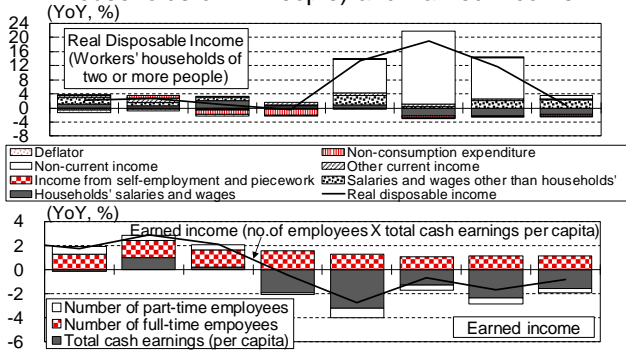 (YoY, %)
24
20
16
12
8
4
0
-4
-8
Real Disposable Income
(Workers' households of
two or more people)
Deflator
Non-consumption expenditure
Non-current income
Other current income
Income from self-employment and piecework
Salaries and wages other than households'
Households' salaries and wages
Real disposable income
(YoY, %)
4
2
0
-2
-4
-6
Earned income (no.of employees X total cash earnings per capita)
Number of part-time employees
Number of full-time empoyees
Total cash earnings (per capita)
Earned income